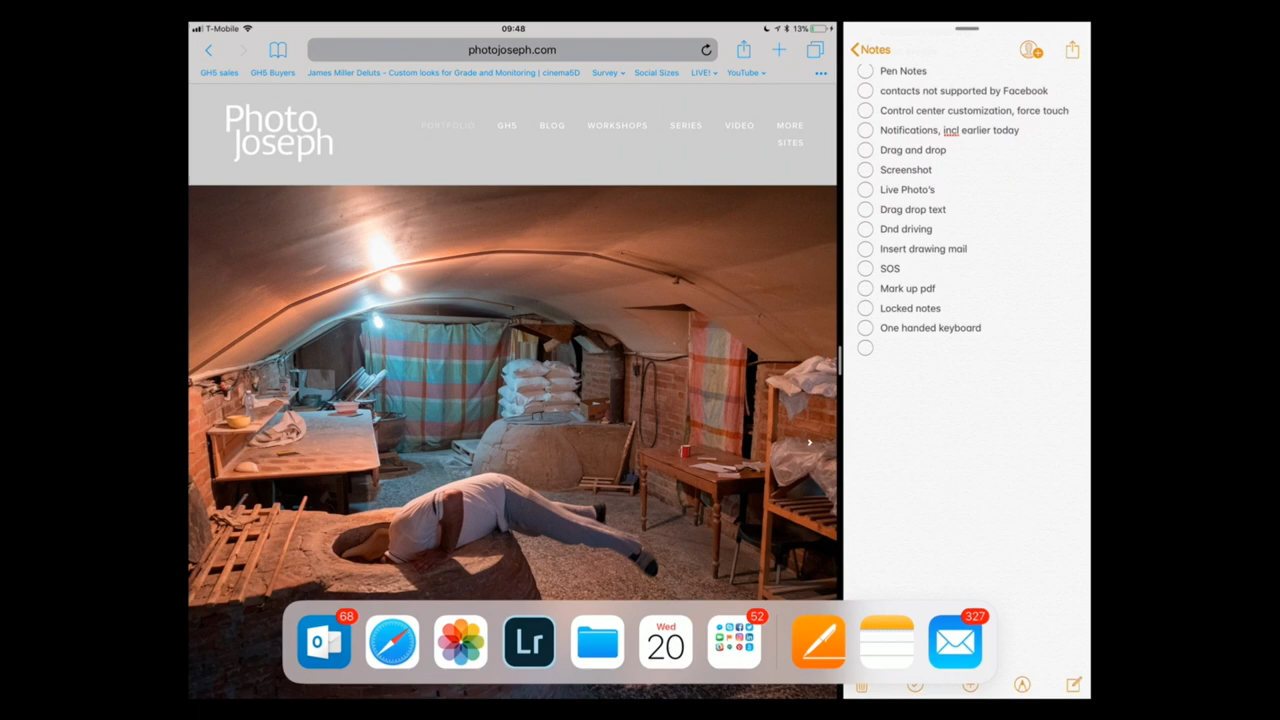 T-Mobile
09:48
13%
photojoseph.com
GH5 sales
GH5 Buyers
James Miller Deluts - Custom looks for Grade and Monitoring | cinema5D
Survey
Social Sizes
LIVE!
YouTube
Photo
Joseph
PORTFOLIO
GH5
BLOG
WORKSHOPS
SERIES
VIDEO
MORE
SITES
Notes
Pen Notes
contacts not supported by Facebook
Control center customization, force touch
Notifications, incl earlier today
Drag and drop
Screenshot
Live Photo's
Drag drop text
Dnd driving
Insert drawing mail
SOS
Mark up pdf
Locked notes
One handed keyboard
68
O
Lr
Wed
20
52
327